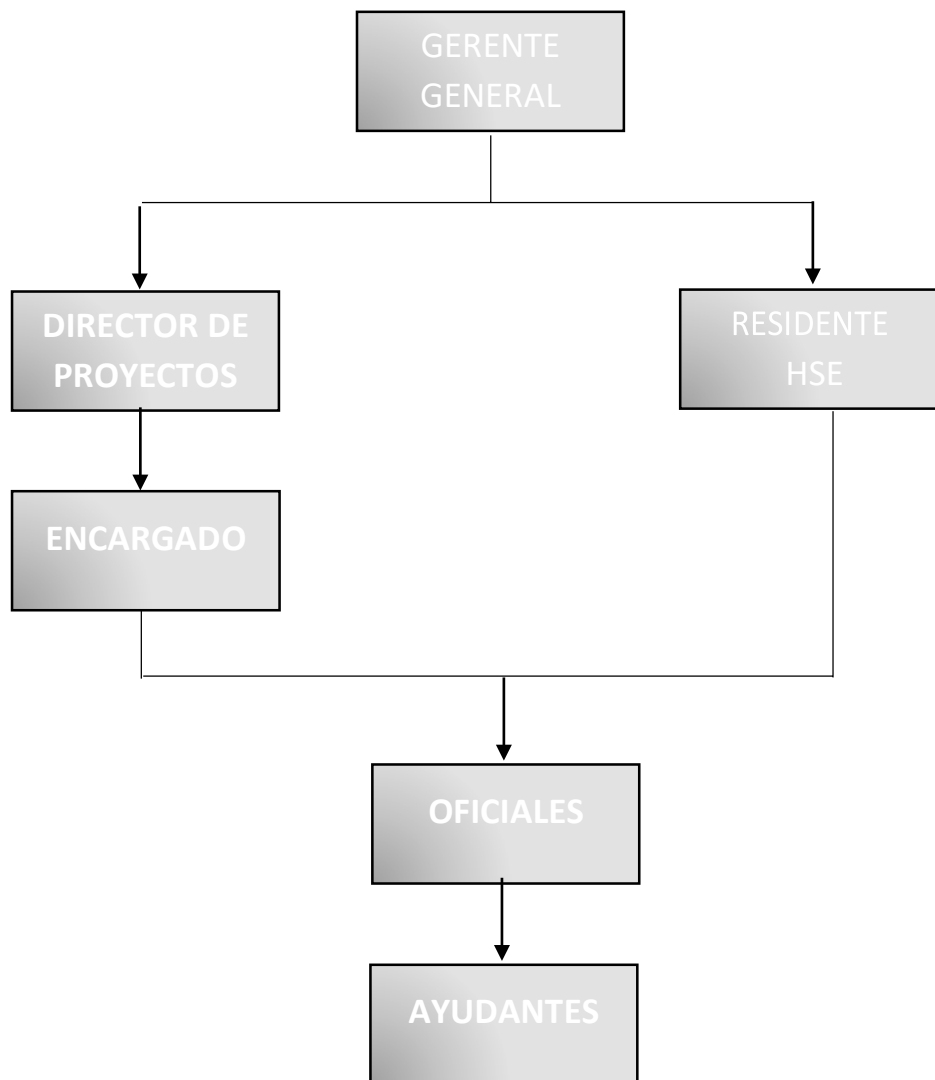 GERENTE
GENERAL
DIRECTOR DE
PROYECTOS
RESIDENTE
HSE
ENCARGADO
OFICIALES
AYUDANTES